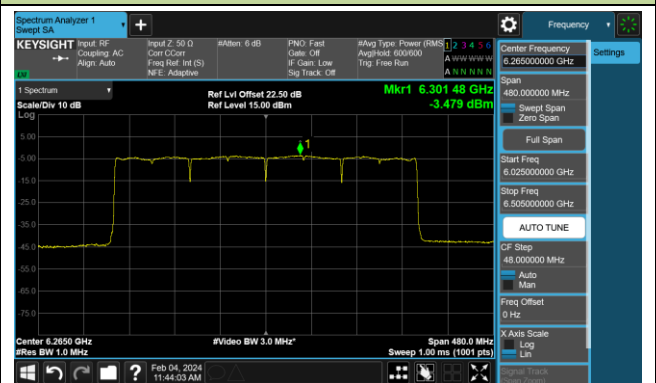 Spectrum Analyzer 1
Swept SA
+
Frequency
KEYSIGHT
Input: RF
Coupling: AC
Align: Auto
Input Z: 50 Ω
Corr CCorr
Freq Ref: Int (S)
NFE: Adaptive
#Atten: 6 dB
PNO: Fast
Gate: Off
IF Gain: Low
Sig Track: Off
#Avg Type: Power (RMS
Avg|Hold: 600/600
Trig: Free Run
1 2 3 4 5 6
A W W W W W
A N N N N N
1 Spectrum
Scale/Div 10 dB
Log
Ref Lvl Offset 22.50 dB
Ref Level 15.00 dBm
Mkr1 6.301 48 GHz
-3.479 dBm
1
5.00
-5.00
-15.0
-25.0
-35.0
-45.0
-55.0
-65.0
-75.0
Center 6.2650 GHz
#Res BW 1.0 MHz
#Video BW 3.0 MHz*
Span 480.0 MHz
Sweep 1.00 ms (1001 pts)
Feb 04, 2024
11:44:03 AM
Center Frequency
6.265000000 GHz
Settings
Span
480.000000 MHz
Swept Span
Zero Span
Full Span
Start Freq
6.025000000 GHz
Stop Freq
6.505000000 GHz
AUTO TUNE
CF Step
48.000000 MHz
Auto
Man
Freq Offset
0 Hz
X Axis Scale
Log
Lin
Signal Track
(Span Zoom)